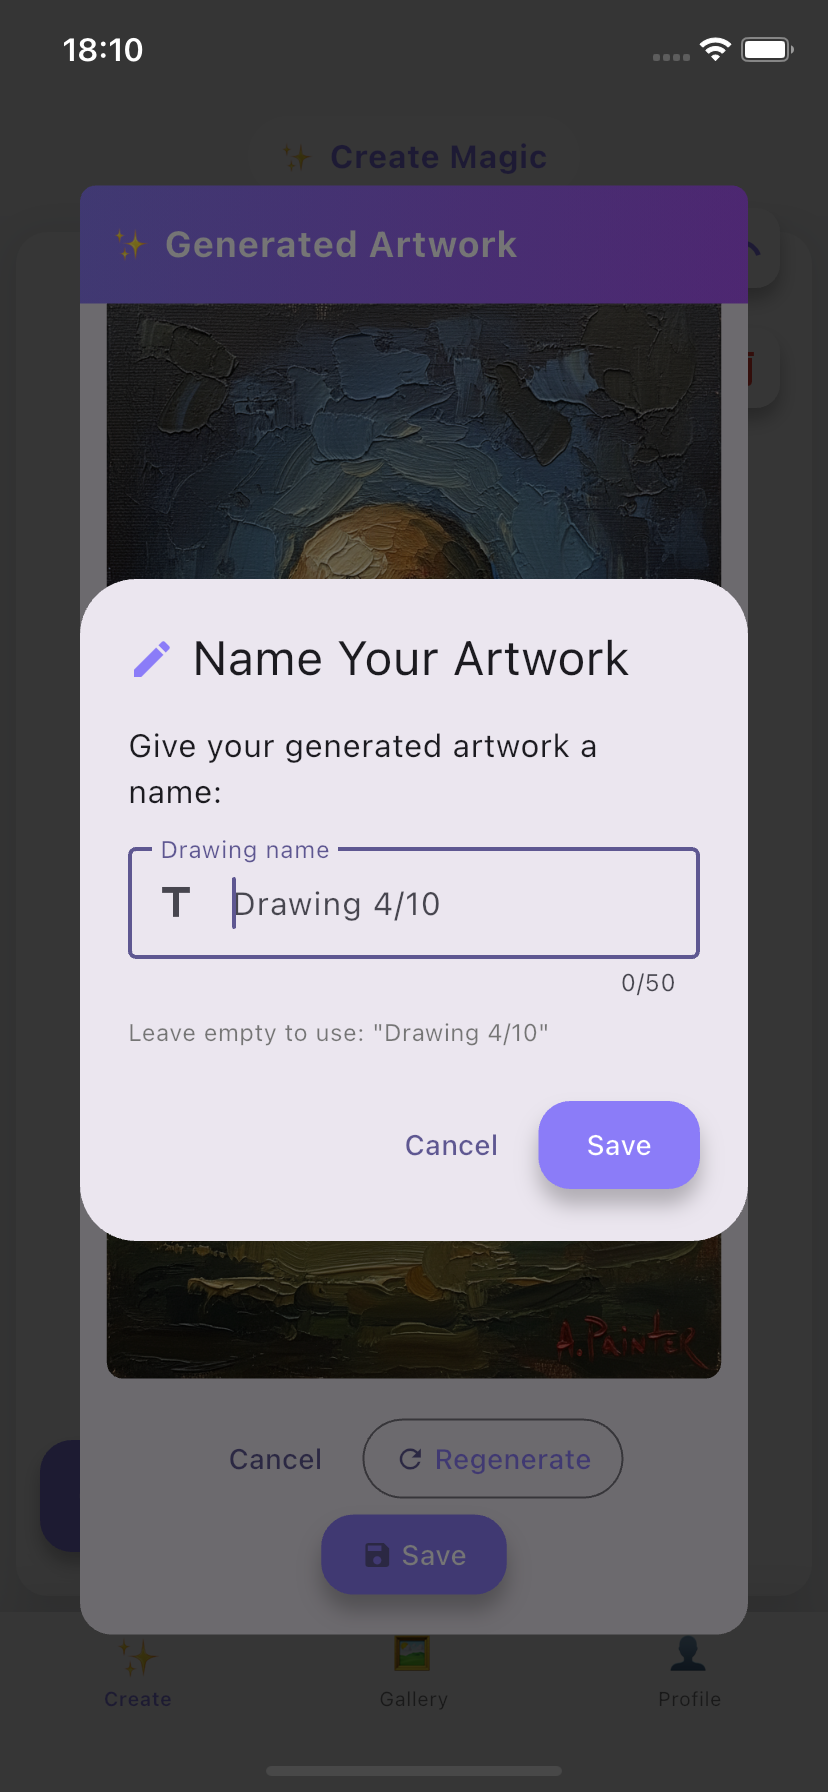 18:10
✨ Create Magic
✨ Generated Artwork
Name Your Artwork
Give your generated artwork a
name:
Drawing name
T Drawing 4/10
0/50
Leave empty to use: "Drawing 4/10"
Cancel Save
A.PAiNTER
Cancel Regenerate
Save
Create Gallery Profile